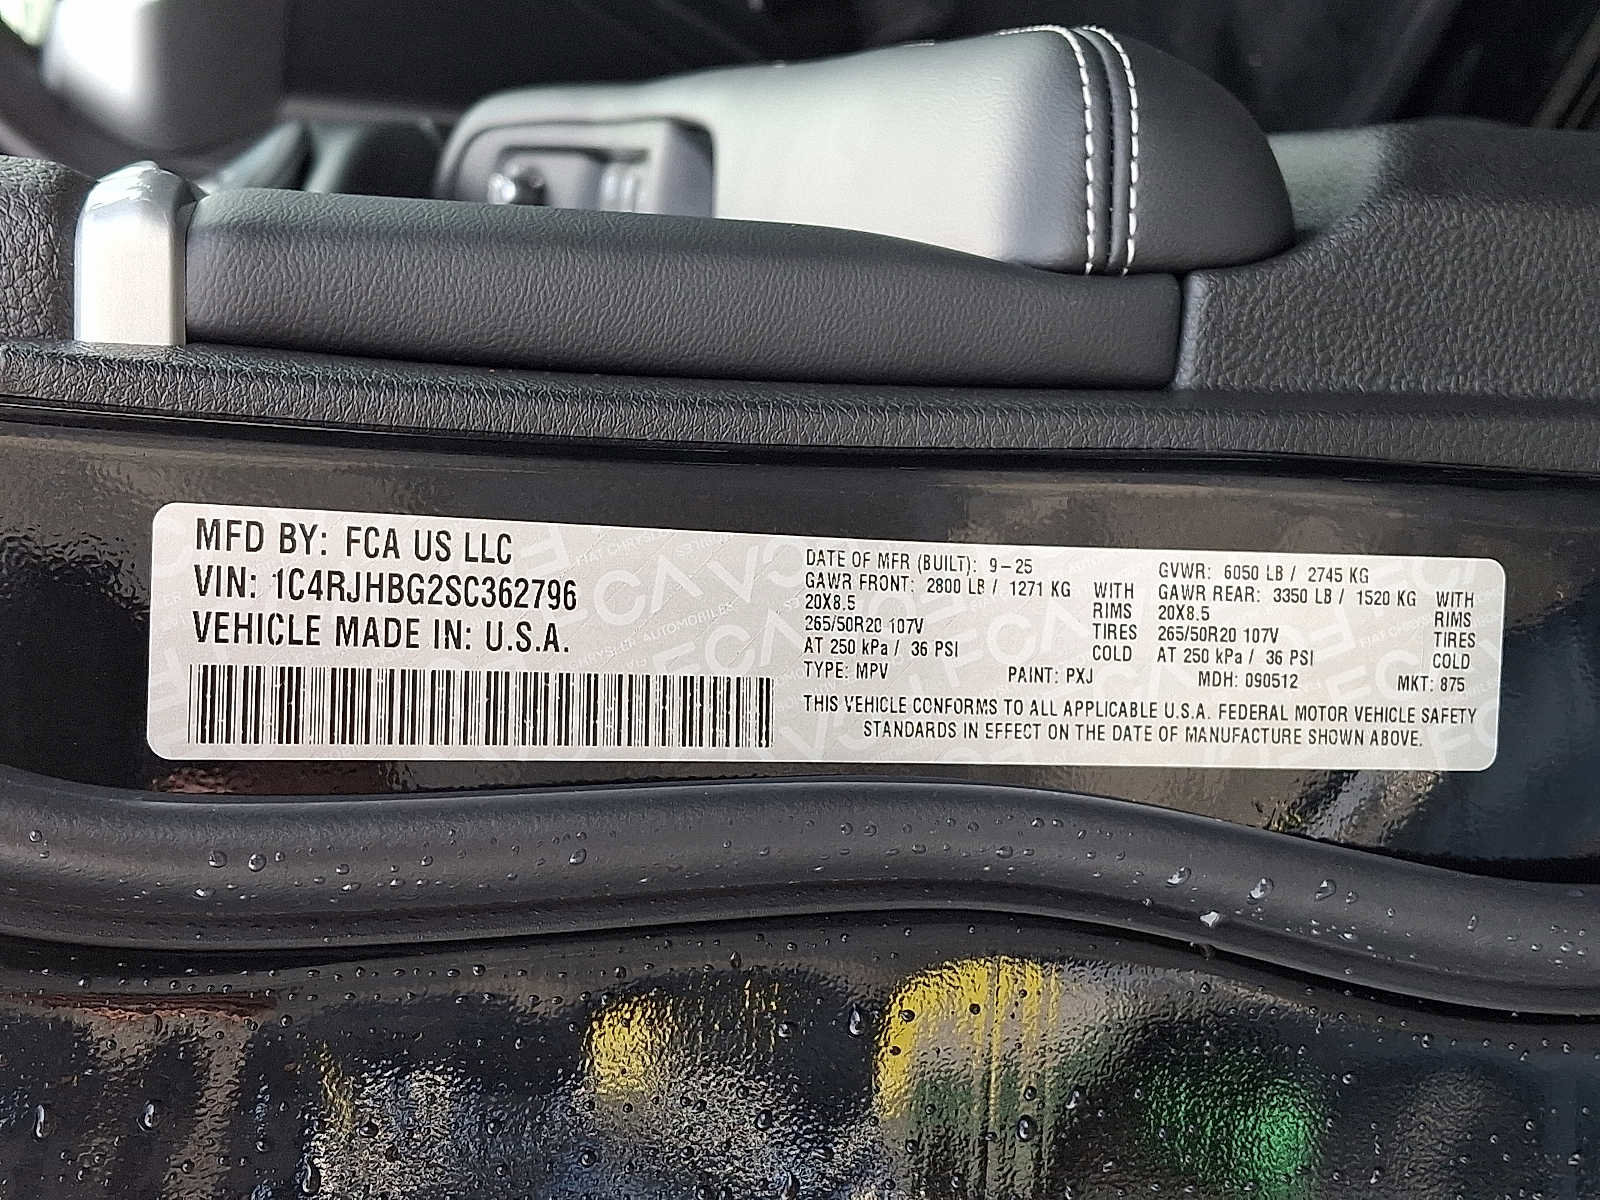 MFD BY: FCA US LLC
VIN: 1C4RJHBG2SC362796
VEHICLE MADE IN: U.S.A.
DATE OF MFR (BUILT): 9-25
GAWR FRONT: 2800 LB / 1271 KG WITH
20X8.5 RIMS
265/50R20 107V TIRES
AT 250 kPa / 36 PSI COLD
GVWR: 6050 LB / 2745 KG
GAWR REAR: 3350 LB / 1520 KG WITH
20X8.5 RIMS
265/50R20 107V TIRES
AT 250 kPa / 36 PSI COLD
TYPE: MPV PAINT: PXJ MDH: 090512 MKT: 875
THIS VEHICLE CONFORMS TO ALL APPLICABLE U.S.A. FEDERAL MOTOR VEHICLE SAFETY
STANDARDS IN EFFECT ON THE DATE OF MANUFACTURE SHOWN ABOVE.